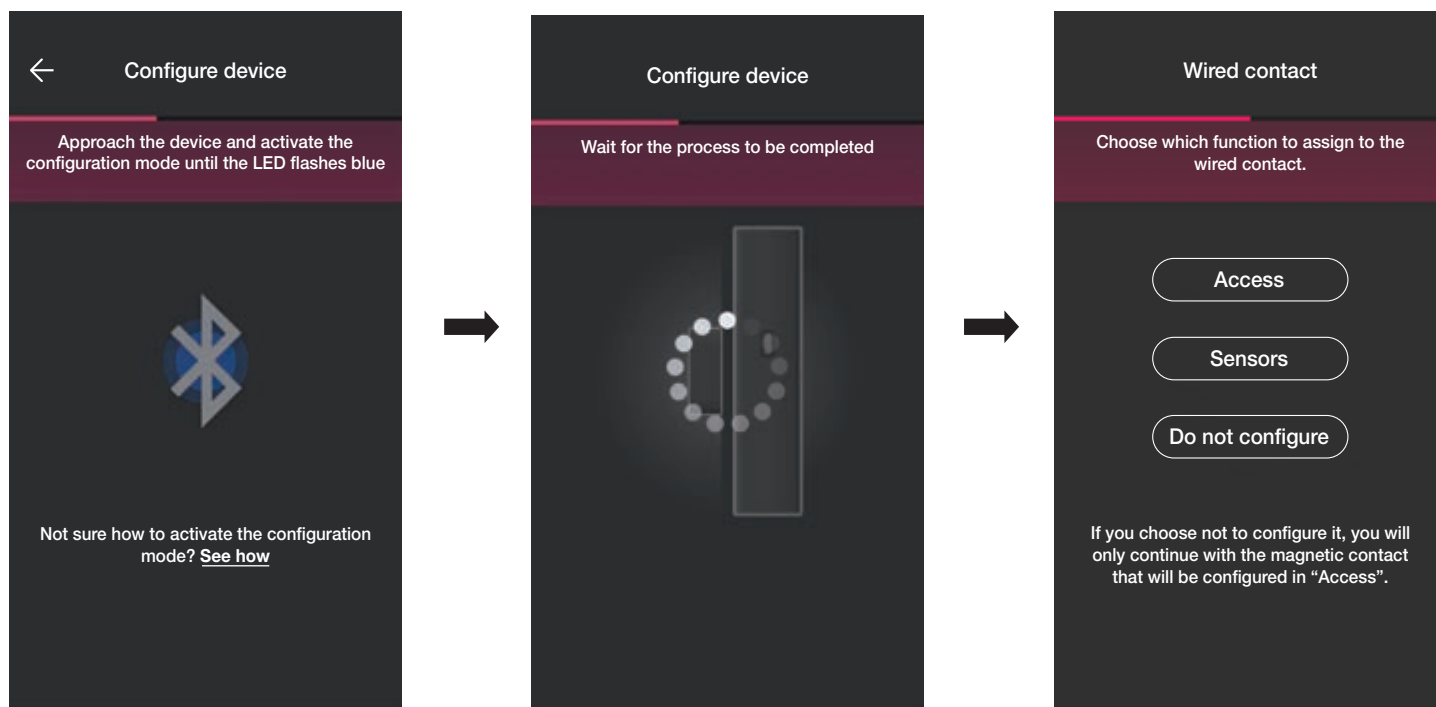 Configure device
Approach the device and activate the
configuration mode until the LED flashes blue
Not sure how to activate the configuration
mode? See how
Configure device
Wait for the process to be completed
Wired contact
Choose which function to assign to the
wired contact.
Access
Sensors
Do not configure
If you choose not to configure it, you will
only continue with the magnetic contact
that will be configured in “Access”.